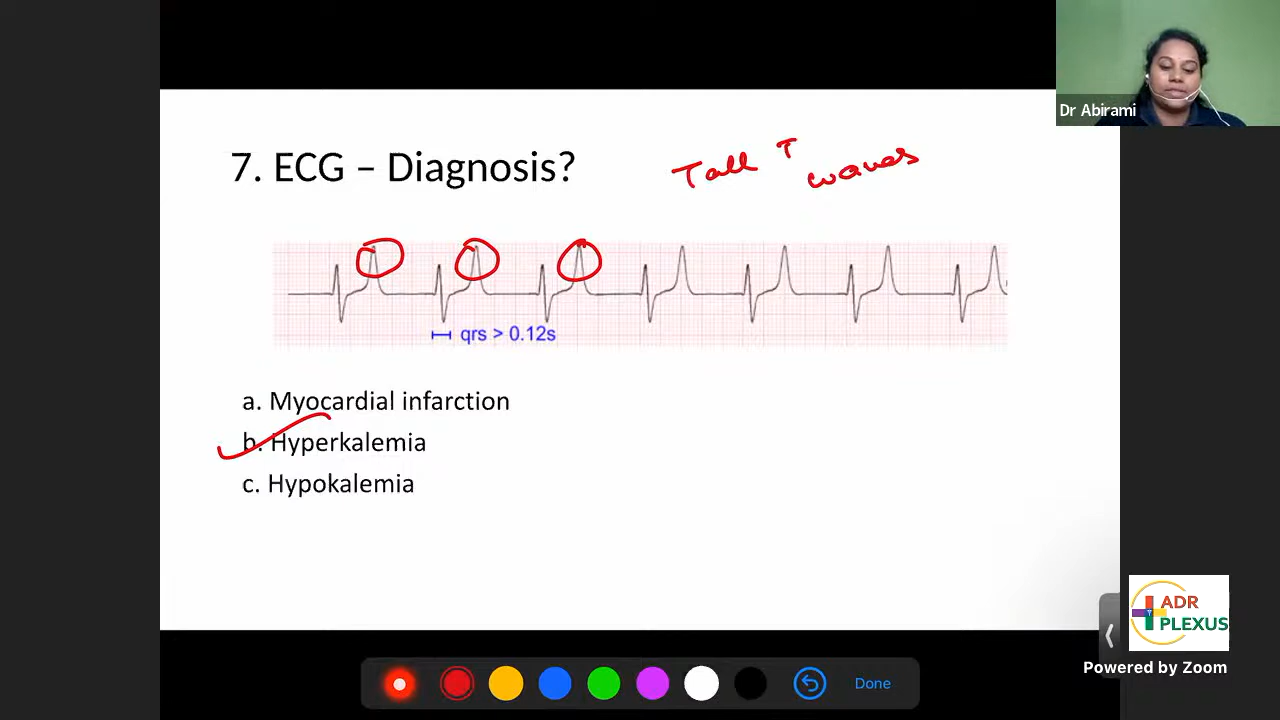 Dr Abirami
7. ECG – Diagnosis?
Tall T waves
qrs > 0.12s
a. Myocardial infarction
b. Hyperkalemia
c. Hypokalemia
ADR
PLEXUS
Powered by Zoom
Done